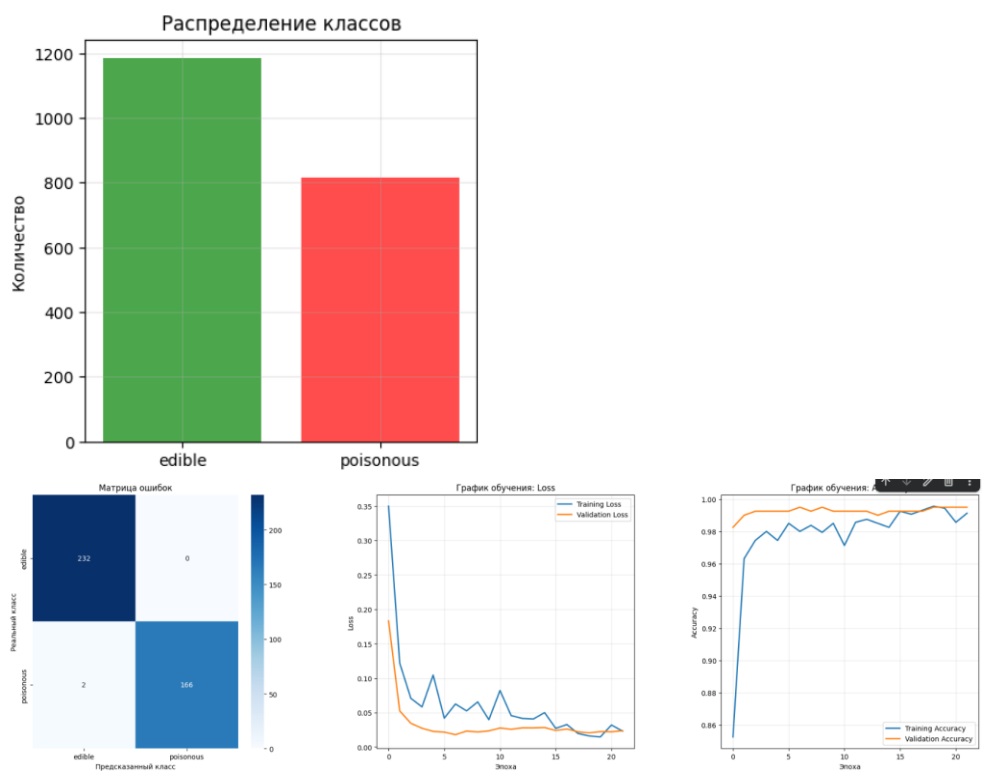 Распределение классов
Количество
1200
1000
800
600
400
200
0
edible
poisonous
Матрица ошибок
Реальный класс
edible
poisonous
232
0
2
166
200
150
100
50
0
edible
poisonous
Предсказанный класс
График обучения: Loss
Loss
0.35
0.30
0.25
0.20
0.15
0.10
0.05
0.00
Training Loss
Validation Loss
0
5
10
15
20
Эпоха
График обучения: A
Accuracy
1.00
0.98
0.96
0.94
0.92
0.90
0.88
0.86
Training Accuracy
Validation Accuracy
0
5
10
15
20
Эпоха